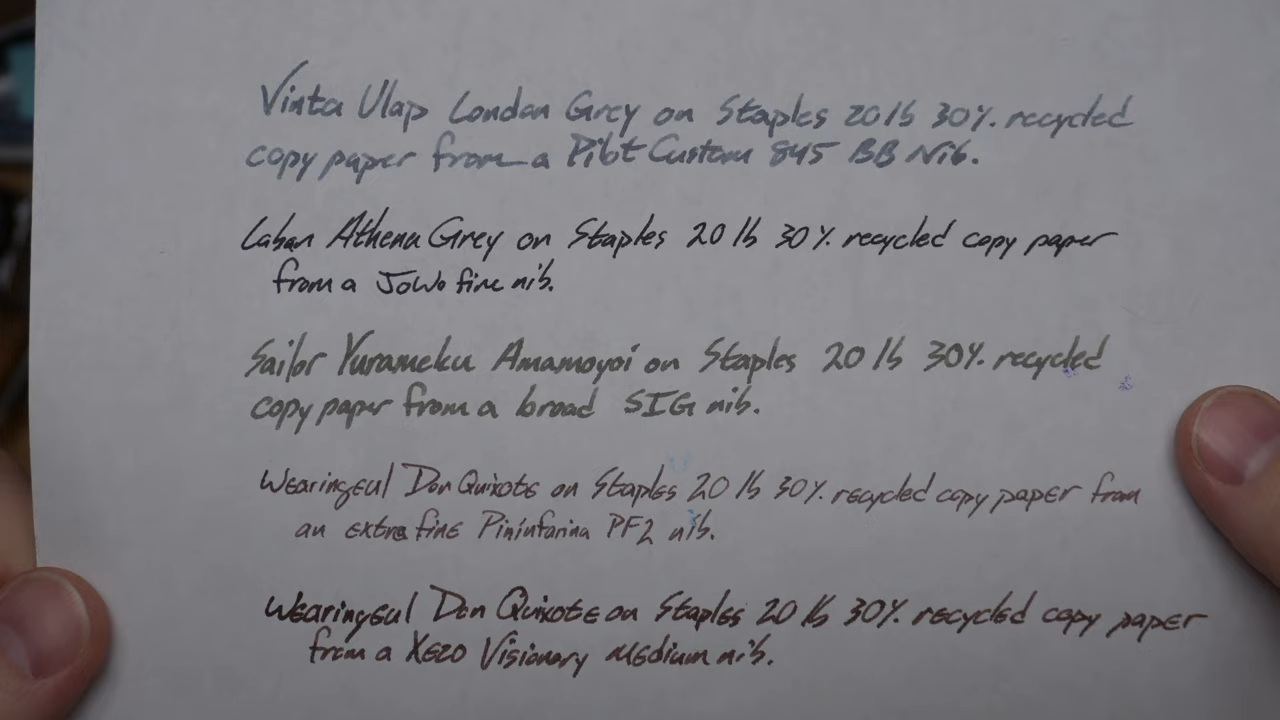 Vinta Ulap London Grey on Staples 20 lb 30% recycled
copy paper from a Pilot Custom 845 BB Nib.
Laban Athena Grey on Staples 20 lb 30% recycled copy paper
from a JoWo fine nib.
Sailor Yurameku Amamoyoi on Staples 20 lb 30% recycled
copy paper from a broad SIG nib.
Wearingeul Don Quixote on Staples 20 lb 30% recycled copy paper from
an extra fine Pininfarina PF2 nib.
Wearingeul Don Quixote on Staples 20 lb 30% recycled copy paper
from a Xezo Visionary medium nib.